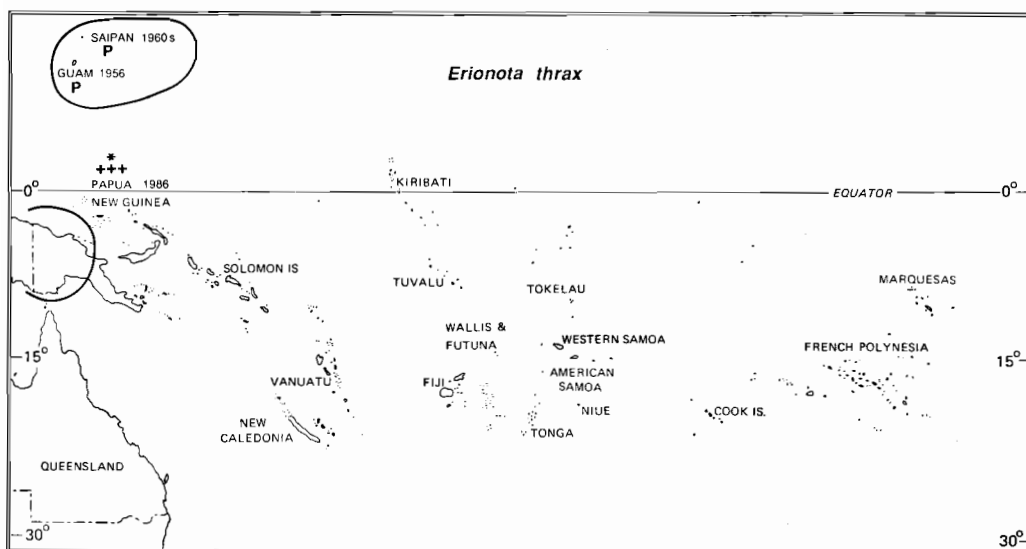 SAIPAN 1960s
P
GUAM 1956
P
Erionota thrax
*
+++
PAPUA 1986
NEW GUINEA
0°
KIRIBATI
EQUATOR
0°
SOLOMON IS
TUVALU
TOKELAU
MARQUESAS
WALLIS &
FUTUNA
WESTERN SAMOA
FRENCH POLYNESIA
15°
15°
VANUATU
FIJI
AMERICAN
SAMOA
NEW
CALEDONIA
NIUE
COOK IS.
TONGA
QUEENSLAND
30°
30°